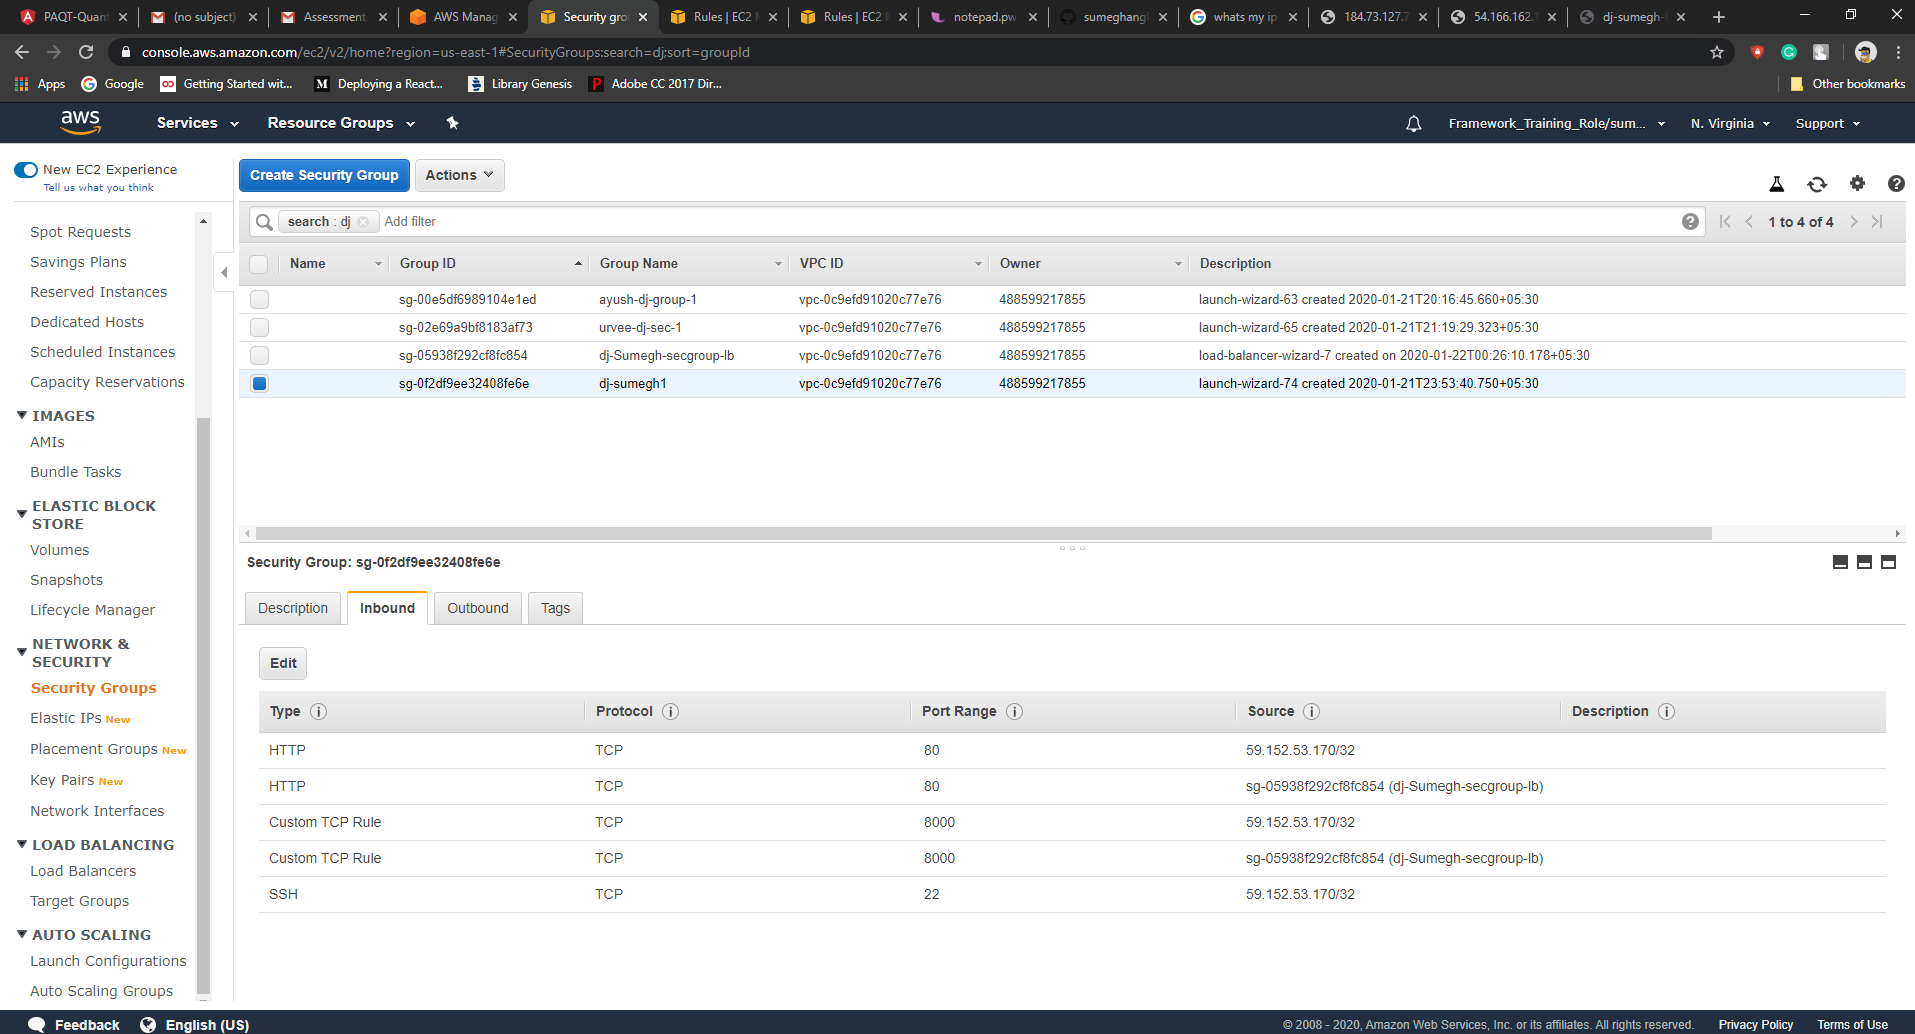 PAQT-Quan
(no subject)
Assessment
AWS Manag
Security gro
Rules | EC2 M
Rules | EC2 M
notepad.pw
sumeghang
whats my ip
184.73.127.7
54.166.162.1
dj-sumegh-l
console.aws.amazon.com/ec2/v2/home?region=us-east-1#SecurityGroups:search=dj;sort=groupId
Apps
Google
Getting Started wit...
Deploying a React...
Library Genesis
Adobe CC 2017 Dir...
Other bookmarks
aws
Services
Resource Groups
Framework_Training_Role/sum...
N. Virginia
Support
New EC2 Experience
Tell us what you think
Spot Requests
Savings Plans
Reserved Instances
Dedicated Hosts
Scheduled Instances
Capacity Reservations
IMAGES
AMIs
Bundle Tasks
ELASTIC BLOCK
STORE
Volumes
Snapshots
Lifecycle Manager
NETWORK &
SECURITY
Security Groups
Elastic IPs New
Placement Groups New
Key Pairs New
Network Interfaces
LOAD BALANCING
Load Balancers
Target Groups
AUTO SCALING
Launch Configurations
Auto Scaling Groups
Create Security Group
Actions
search : dj
Add filter
1 to 4 of 4
Name Group ID Group Name VPC ID Owner Description
sg-00e5df6989104e1ed ayush-dj-group-1 vpc-0c9efd91020c77e76 488599217855 launch-wizard-63 created 2020-01-21T20:16:45.660+05:30
sg-02e69a9bf8183af73 urvee-dj-sec-1 vpc-0c9efd91020c77e76 488599217855 launch-wizard-65 created 2020-01-21T21:19:29.323+05:30
sg-05938f292cf8fc854 dj-Sumegh-secgroup-lb vpc-0c9efd91020c77e76 488599217855 load-balancer-wizard-7 created on 2020-01-22T00:26:10.178+05:30
sg-0f2df9ee32408fe6e dj-sumegh1 vpc-0c9efd91020c77e76 488599217855 launch-wizard-74 created 2020-01-21T23:53:40.750+05:30
Security Group: sg-0f2df9ee32408fe6e
Description Inbound Outbound Tags
Edit
Type Protocol Port Range Source Description
HTTP TCP 80 59.152.53.170/32
HTTP TCP 80 sg-05938f292cf8fc854 (dj-Sumegh-secgroup-lb)
Custom TCP Rule TCP 8000 59.152.53.170/32
Custom TCP Rule TCP 8000 sg-05938f292cf8fc854 (dj-Sumegh-secgroup-lb)
SSH TCP 22 59.152.53.170/32
Feedback
English (US)
© 2008 - 2020, Amazon Web Services, Inc. or its affiliates. All rights reserved.
Privacy Policy
Terms of Use